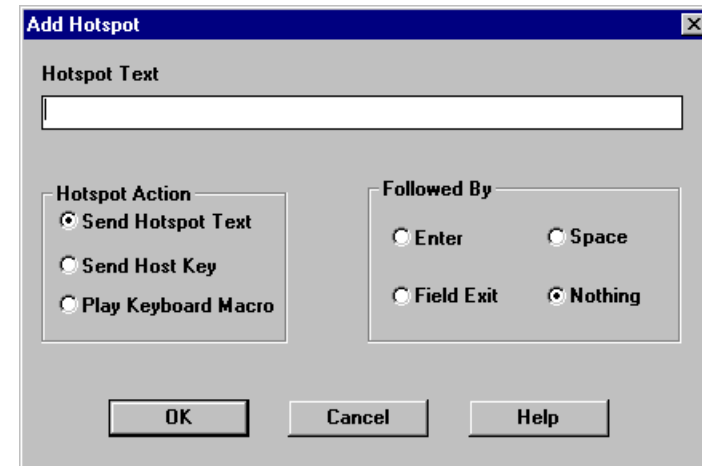 Add Hotspot
Hotspot Text
Hotspot Action
Send Hotspot Text
Send Host Key
Play Keyboard Macro
Followed By
Enter
Space
Field Exit
Nothing
OK
Cancel
Help